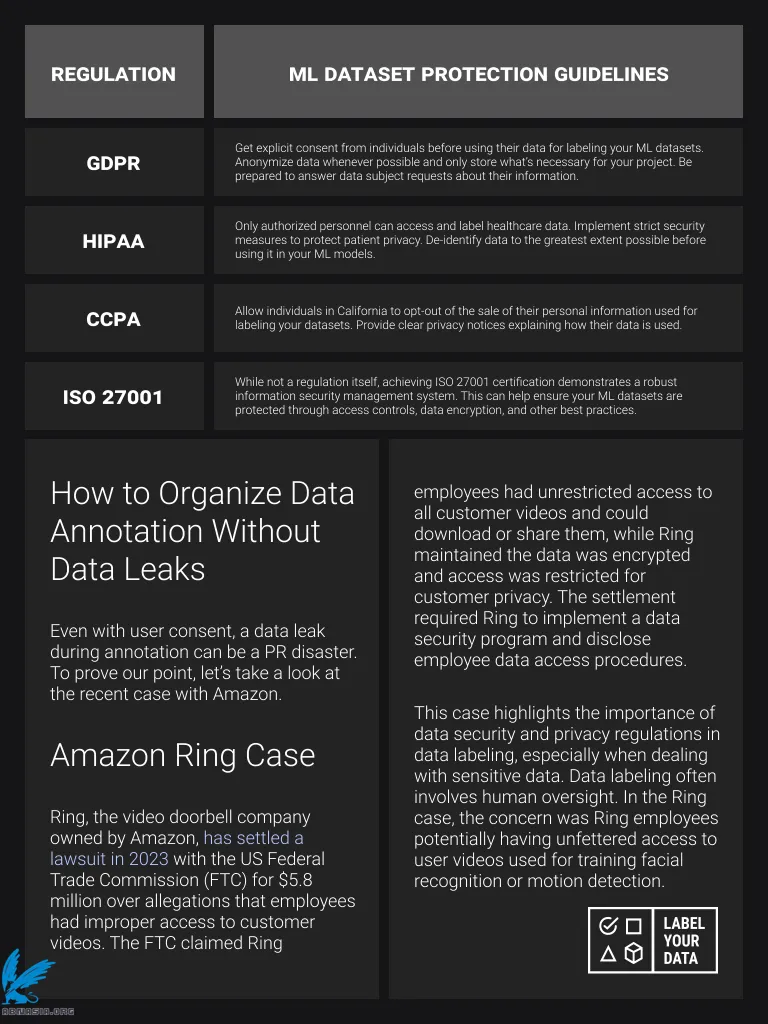 REGULATION
ML DATASET PROTECTION GUIDELINES
GDPR
Get explicit consent from individuals before using their data for labeling your ML datasets.
Anonymize data whenever possible and only store what's necessary for your project. Be
prepared to answer data subject requests about their information.
HIPAA
Only authorized personnel can access and label healthcare data. Implement strict security
measures to protect patient privacy. De-identify data to the greatest extent possible before
using it in your ML models.
CCPA
Allow individuals in California to opt-out of the sale of their personal information used for
labeling your datasets. Provide clear privacy notices explaining how their data is used.
ISO 27001
While not a regulation itself, achieving ISO 27001 certification demonstrates a robust
information security management system. This can help ensure your ML datasets are
protected through access controls, data encryption, and other best practices.
How to Organize Data
Annotation Without
Data Leaks
Even with user consent, a data leak
during annotation can be a PR disaster.
To prove our point, let's take a look at
the recent case with Amazon.
Amazon Ring Case
Ring, the video doorbell company
owned by Amazon, has settled a
lawsuit in 2023 with the US Federal
Trade Commission (FTC) for $5.8
million over allegations that employees
had improper access to customer
videos. The FTC claimed Ring
employees had unrestricted access to
all customer videos and could
download or share them, while Ring
maintained the data was encrypted
and access was restricted for
customer privacy. The settlement
required Ring to implement a data
security program and disclose
employee data access procedures.
This case highlights the importance of
data security and privacy regulations in
data labeling, especially when dealing
with sensitive data. Data labeling often
involves human oversight. In the Ring
case, the concern was Ring employees
potentially having unfettered access to
user videos used for training facial
recognition or motion detection.
LABEL
YOUR
DATA
ABMASIA.ORG